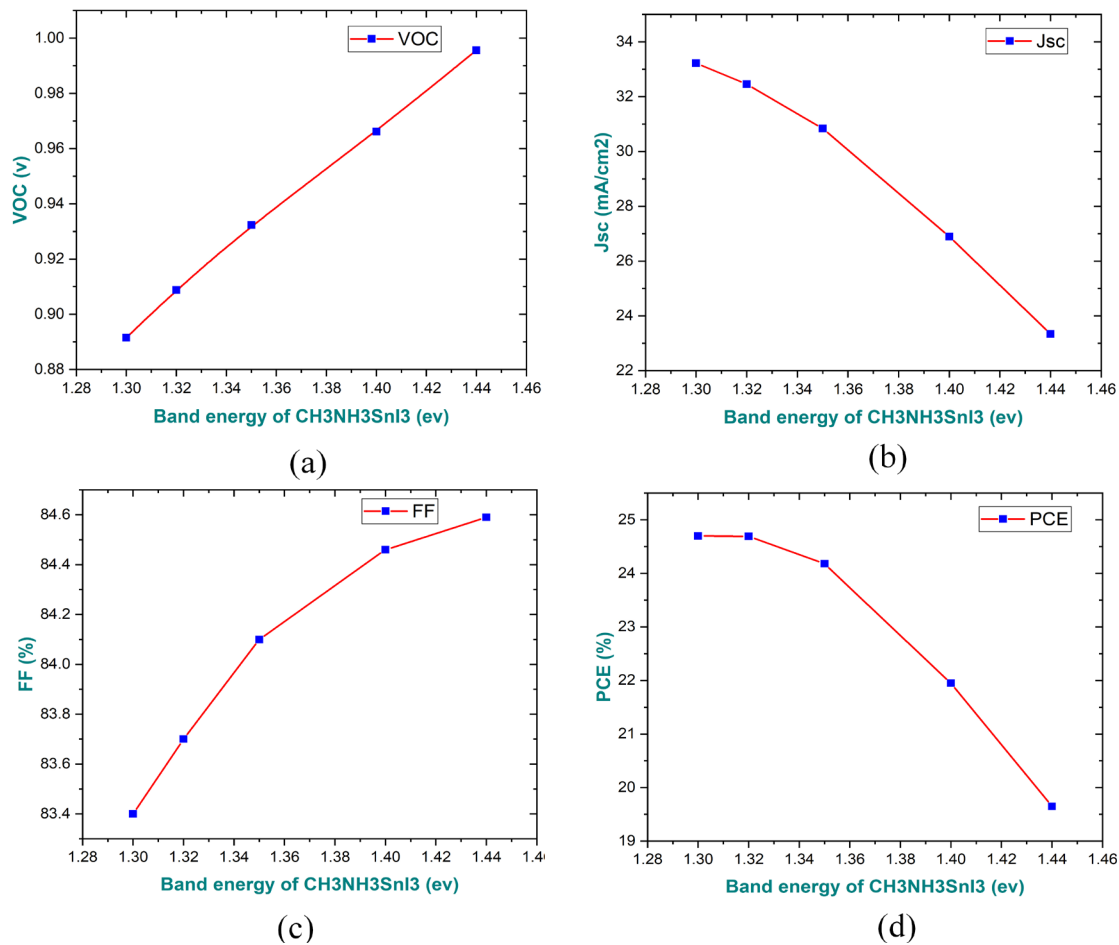 VOC
1.00
0.98
0.96
0.94
0.92
0.90
0.88
VOC (v)
1.28 1.30 1.32 1.34 1.36 1.38 1.40 1.42 1.44 1.46
Band energy of CH3NH3SnI3 (ev)
(a)
Jsc
34
32
30
28
26
24
22
Jsc (mA/cm2)
1.28 1.30 1.32 1.34 1.36 1.38 1.40 1.42 1.44 1.46
Band energy of CH3NH3SnI3 (ev)
(b)
FF
84.6
84.4
84.2
84.0
83.8
83.6
83.4
FF (%)
1.28 1.30 1.32 1.34 1.36 1.38 1.40 1.42 1.44 1.4
Band energy of CH3NH3SnI3 (ev)
(c)
PCE
25
24
23
22
21
20
19
PCE (%)
1.28 1.30 1.32 1.34 1.36 1.38 1.40 1.42 1.44 1.46
Band energy of CH3NH3SnI3 (ev)
(d)